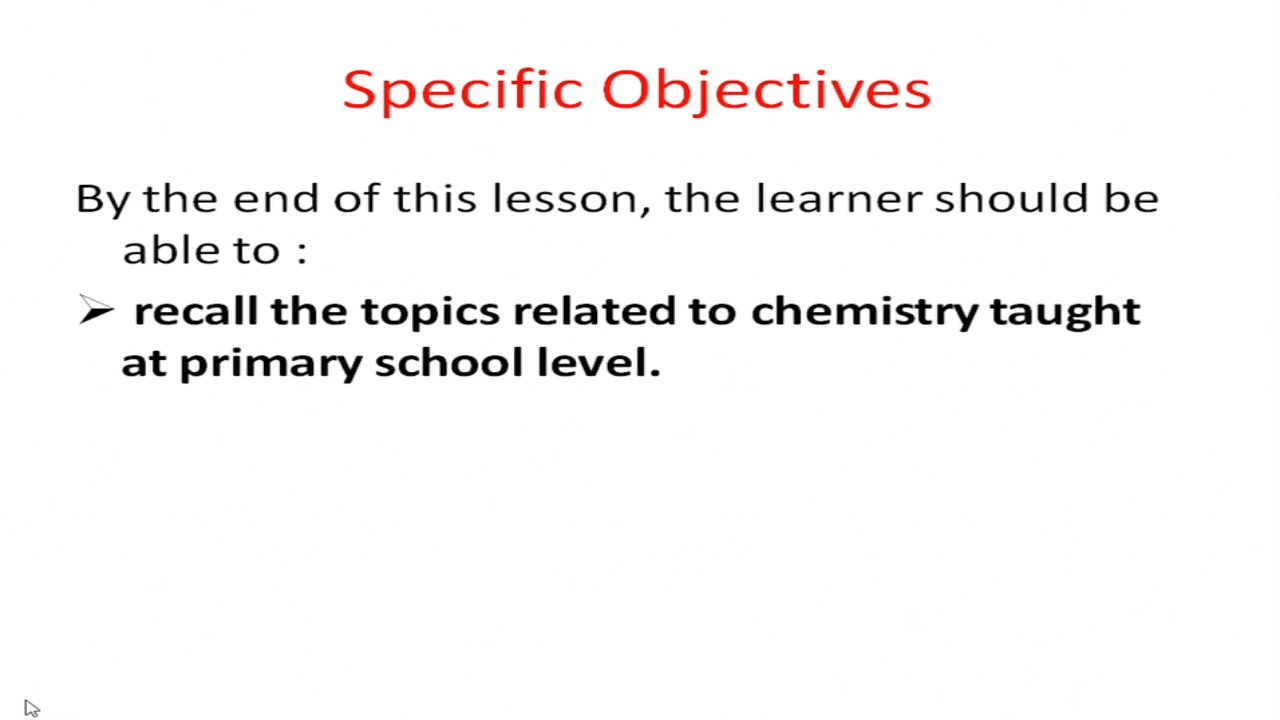 Specific Objectives
By the end of this lesson, the learner should be
able to :
➢ recall the topics related to chemistry taught
at primary school level.